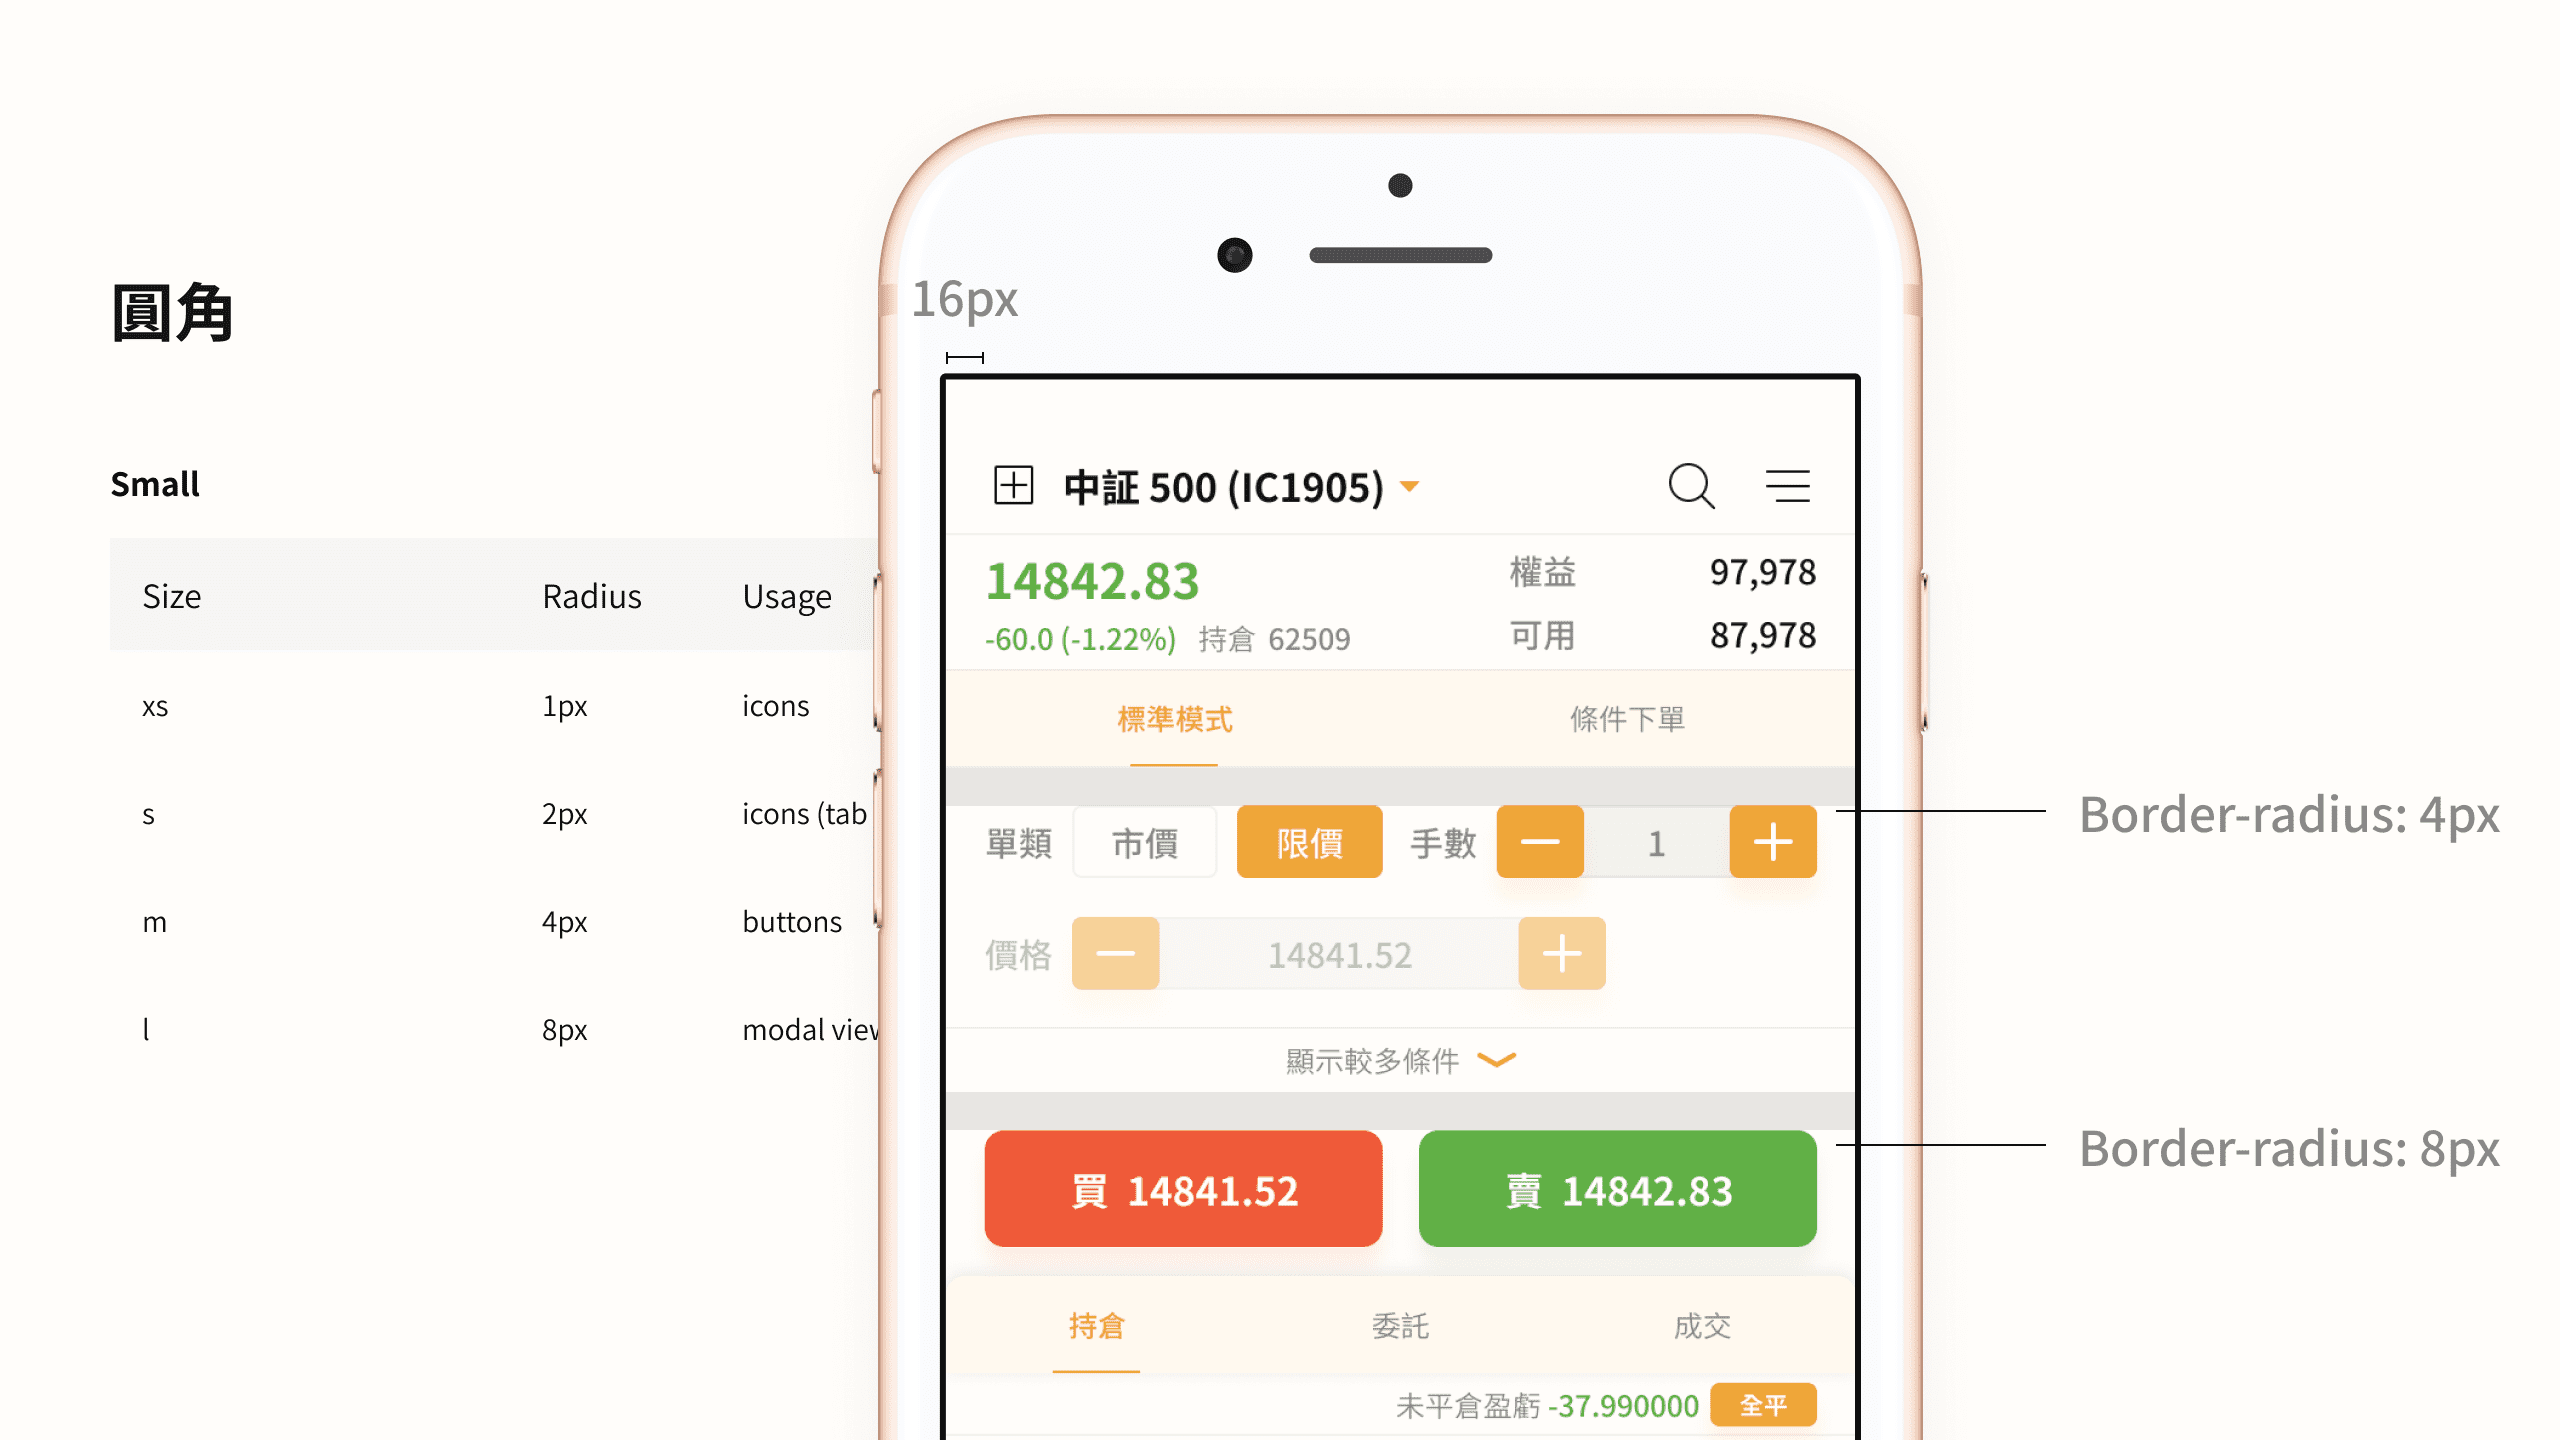 圓角
Small
Size Radius Usage
xs 1px icons
s 2px icons (tab
m 4px buttons
l 8px modal view
16px
中証 500 (IC1905)
14842.83 權益 97,978
-60.0 (-1.22%) 持倉 62509 可用 87,978
標準模式 條件下單
單類 市價 限價 手數 — 1 +
價格 — 14841.52 +
顯示較多條件
買 14841.52 賣 14842.83
持倉 委託 成交
未平倉盈虧 -37.990000 全平
Border-radius: 4px
Border-radius: 8px